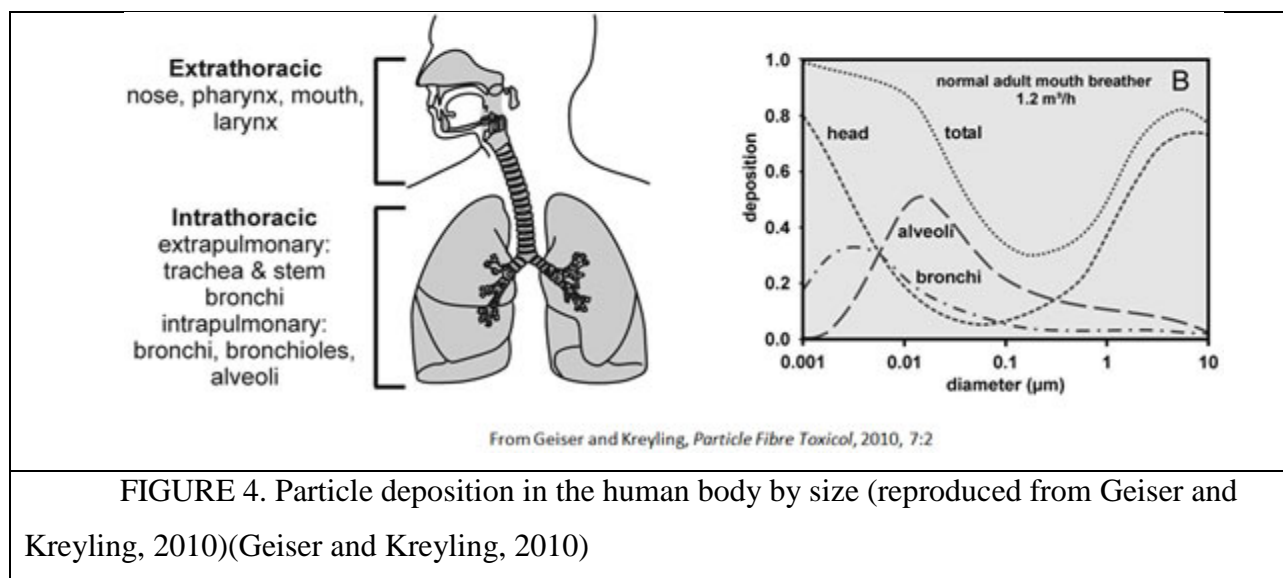 Extrathoracic
nose, pharynx, mouth,
larynx
Intrathoracic
extrapulmonary:
trachea & stem
bronchi
intrapulmonary:
bronchi, bronchioles,
alveoli
normal adult mouth breather
1.2 m³/h
B
head
total
alveoli
bronchi
deposition
1.0
0.8
0.6
0.4
0.2
0.0
0.001
0.01
0.1
1
10
diameter (µm)
From Geiser and Kreyling, Particle Fibre Toxicol, 2010, 7:2
FIGURE 4. Particle deposition in the human body by size (reproduced from Geiser and
Kreyling, 2010)(Geiser and Kreyling, 2010)